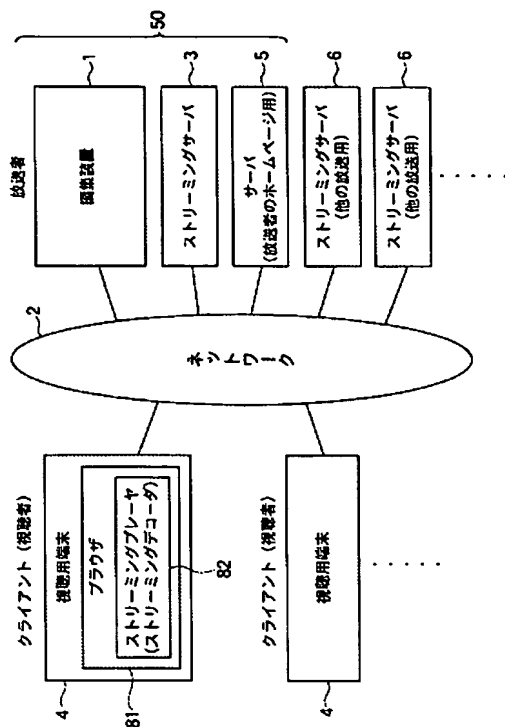 50
放送者
1
編集装置
3
ストリーミングサーバ
5
サーバ
(放送者のホームページ用)
6
ストリーミングサーバ
(他の放送用)
6
ストリーミングサーバ
(他の放送用)
2
ネットワーク
クライアント(視聴者)
視聴用端末
ブラウザ
ストリーミングプレーヤ
(ストリーミングデコーダ)
4
81
82
クライアント(視聴者)
視聴用端末
4